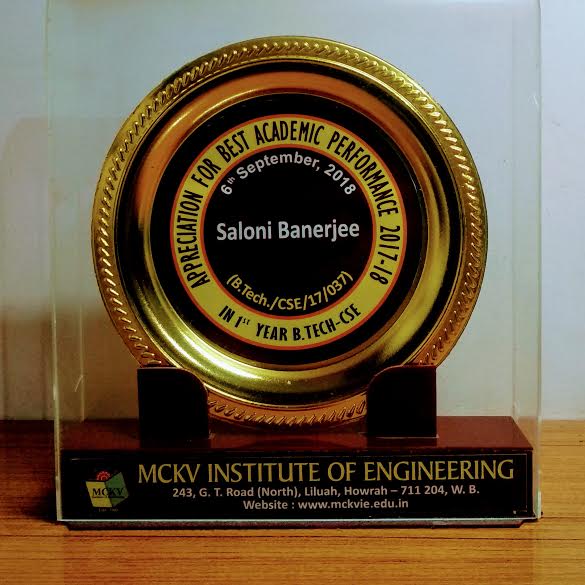 APPRECIATION FOR BEST ACADEMIC PERFORMANCE 2017-18
6th September, 2018
Saloni Banerjee
(B.Tech./CSE/17/037)
IN 1st YEAR B.TECH-CSE
MCKV
MCKV INSTITUTE OF ENGINEERING
243, G. T. Road (North), Liluah, Howrah – 711 204, W. B.
Website : www.mckvie.edu.in